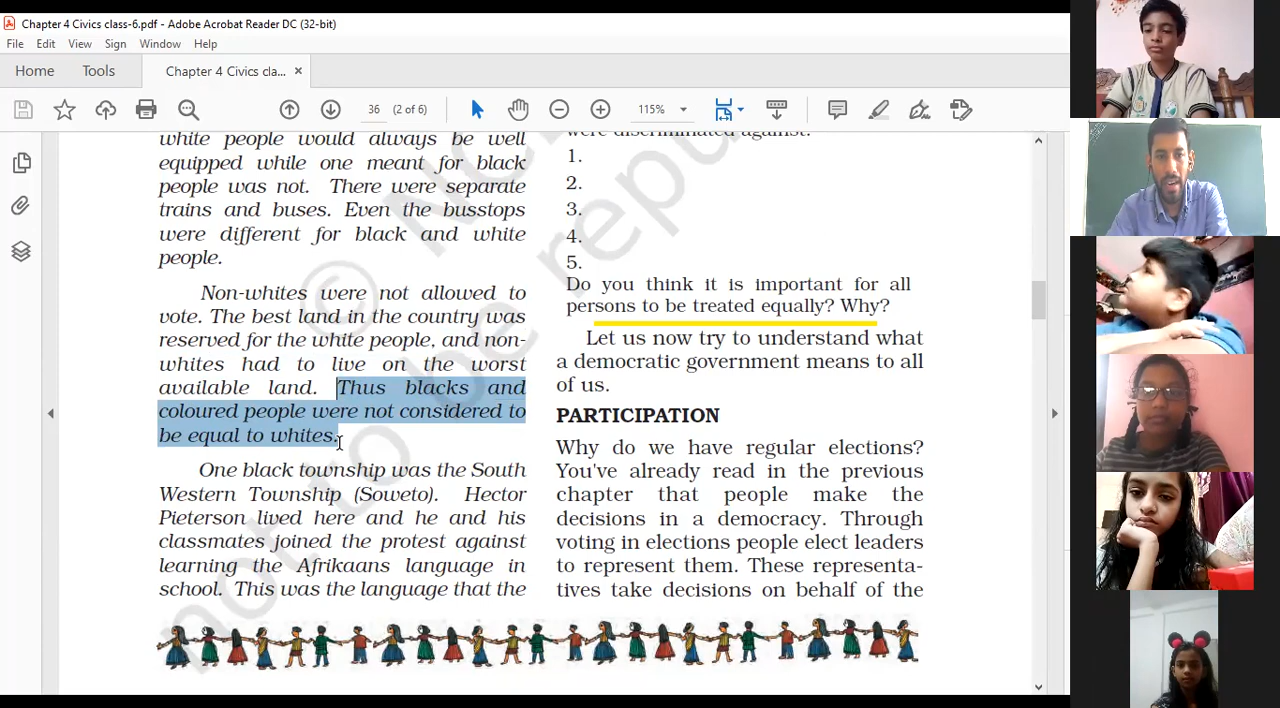 Chapter 4 Civics class-6.pdf - Adobe Acrobat Reader DC (32-bit)
File Edit View Sign Window Help
Home Tools Chapter 4 Civics cla... ×
36 (2 of 6) 115%
white people would always be well
equipped while one meant for black
people was not. There were separate
trains and buses. Even the busstops
were different for black and white
people.
Non-whites were not allowed to
vote. The best land in the country was
reserved for the white people, and non-
whites had to live on the worst
available land. Thus blacks and
coloured people were not considered to
be equal to whites.
One black township was the South
Western Township (Soweto). Hector
Pieterson lived here and he and his
classmates joined the protest against
learning the Afrikaans language in
school. This was the language that the
were discriminated against.
1.
2.
3.
4.
5.
Do you think it is important for all
persons to be treated equally? Why?
Let us now try to understand what
a democratic government means to all
of us.
PARTICIPATION
Why do we have regular elections?
You've already read in the previous
chapter that people make the
decisions in a democracy. Through
voting in elections people elect leaders
to represent them. These representa-
tives take decisions on behalf of the
©
not to be repu